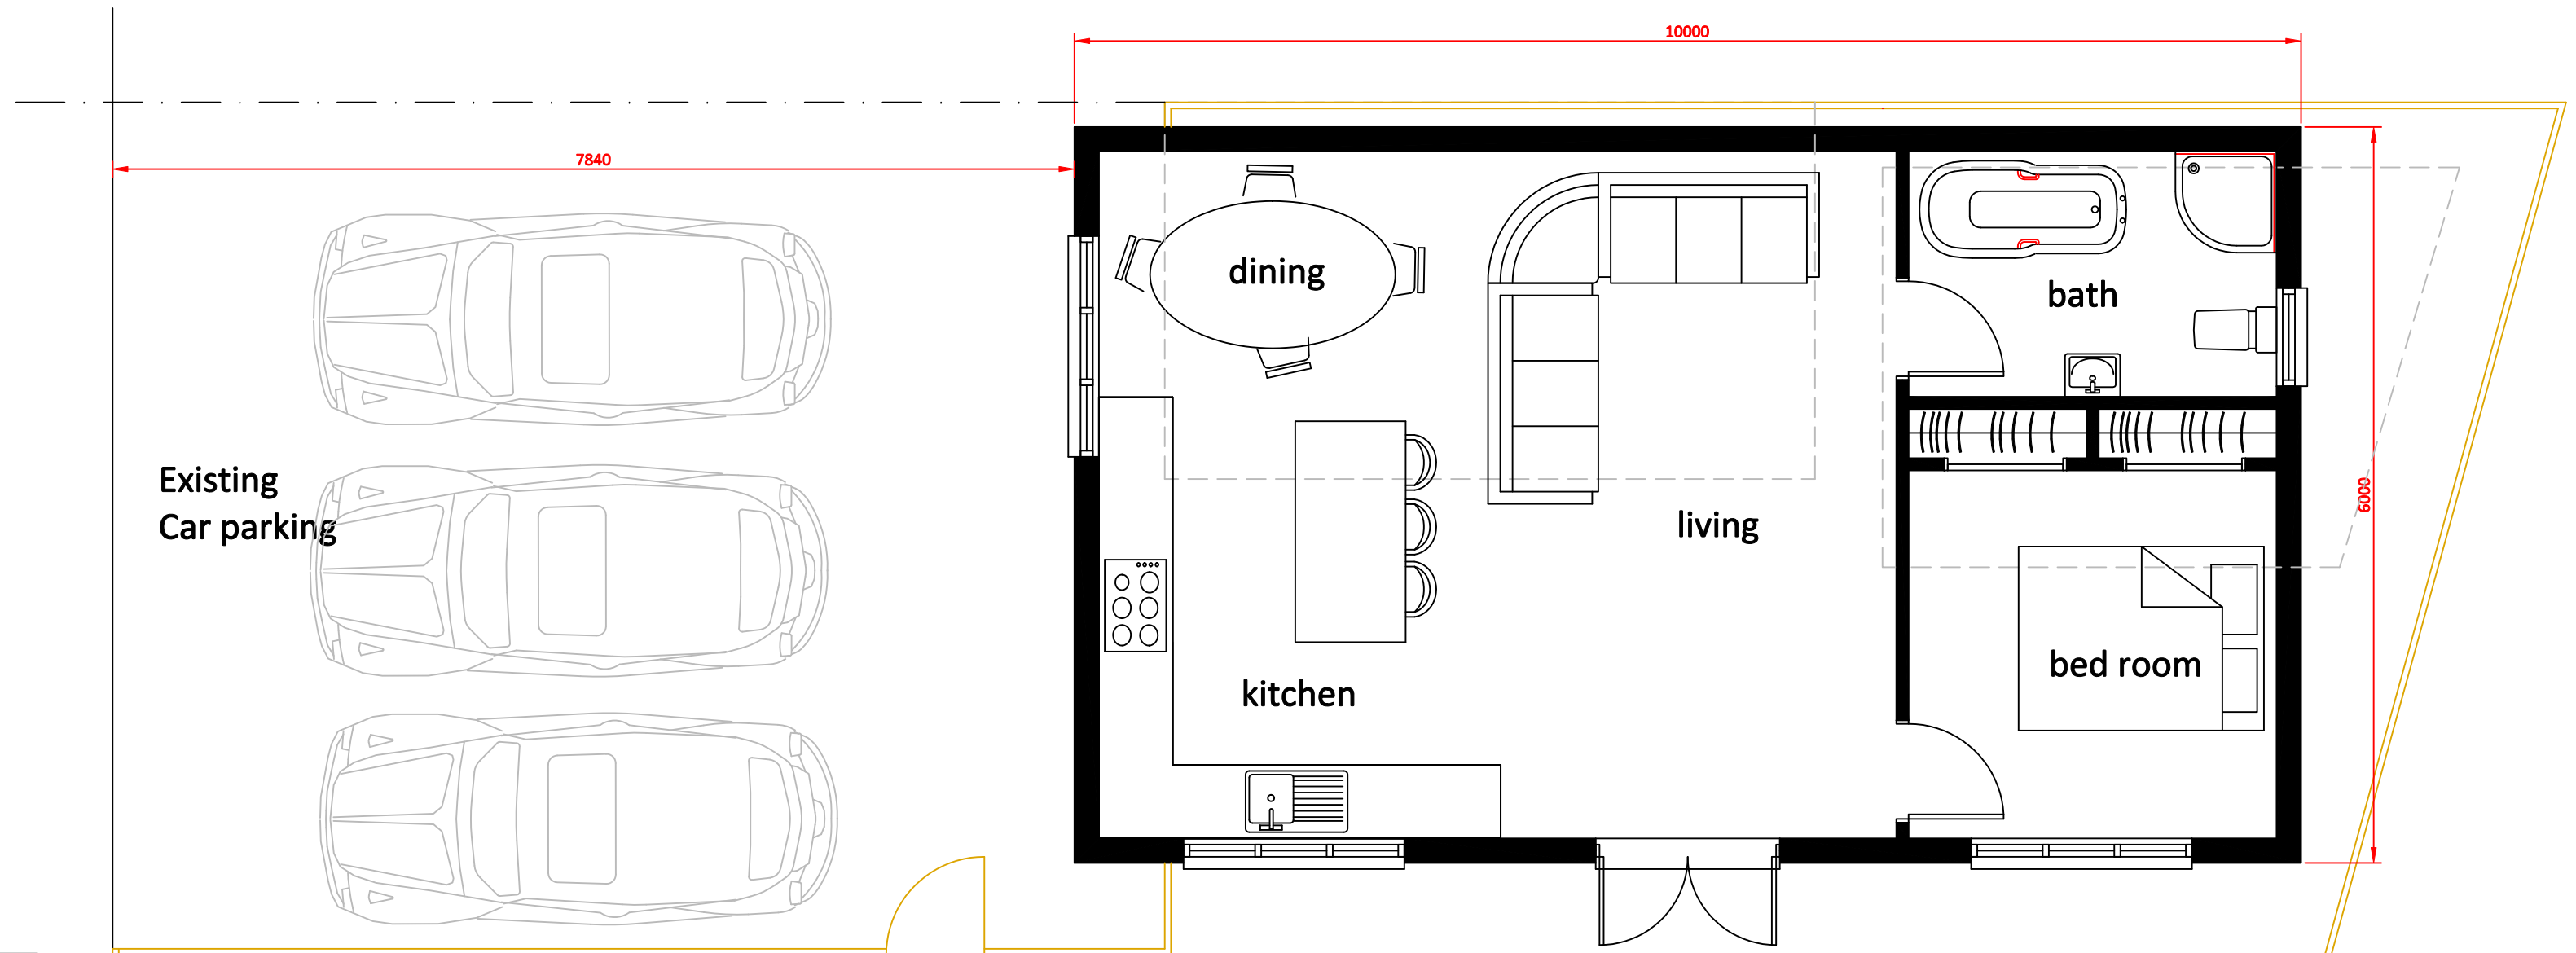 10000
7840
dining
bath
Existing
Car parking
6000
living
bed room
kitchen